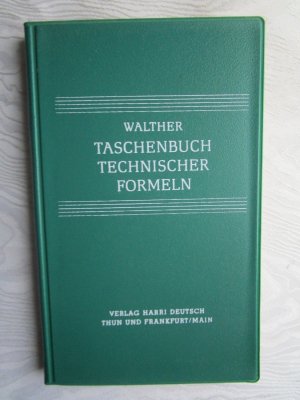 WALTHER
TASCHENBUCH
TECHNISCHER
FORMELN
VERLAG HARRI DEUTSCH
THUN UND FRANKFURT/MAIN